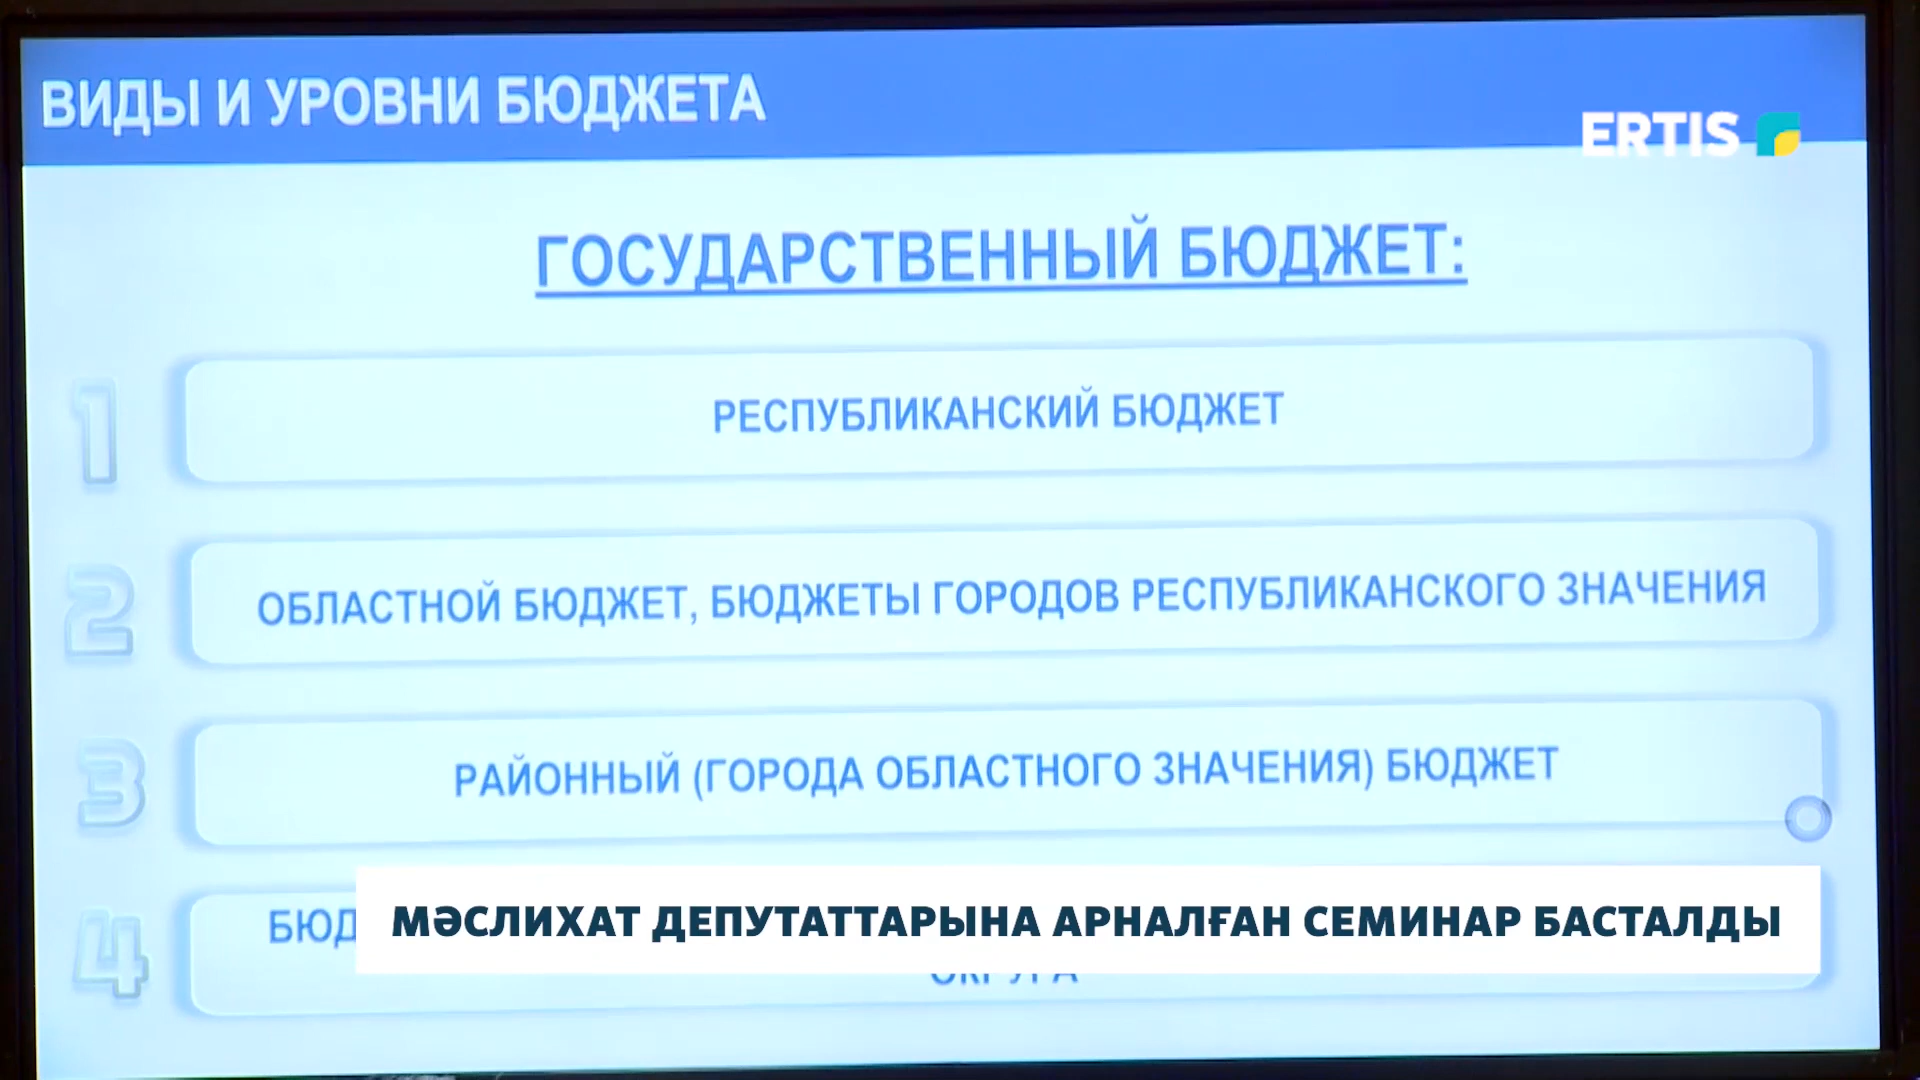 ВИДЫ И УРОВНИ БЮДЖЕТА
ERTIS
ГОСУДАРСТВЕННЫЙ БЮДЖЕТ:
1
РЕСПУБЛИКАНСКИЙ БЮДЖЕТ
2
ОБЛАСТНОЙ БЮДЖЕТ, БЮДЖЕТЫ ГОРОДОВ РЕСПУБЛИКАНСКОГО ЗНАЧЕНИЯ
3
РАЙОННЫЙ (ГОРОДА ОБЛАСТНОГО ЗНАЧЕНИЯ) БЮДЖЕТ
4
МӘСЛИХАТ ДЕПУТАТТАРЫНА АРНАЛҒАН СЕМИНАР БАСТАЛДЫ
ОКРУГА